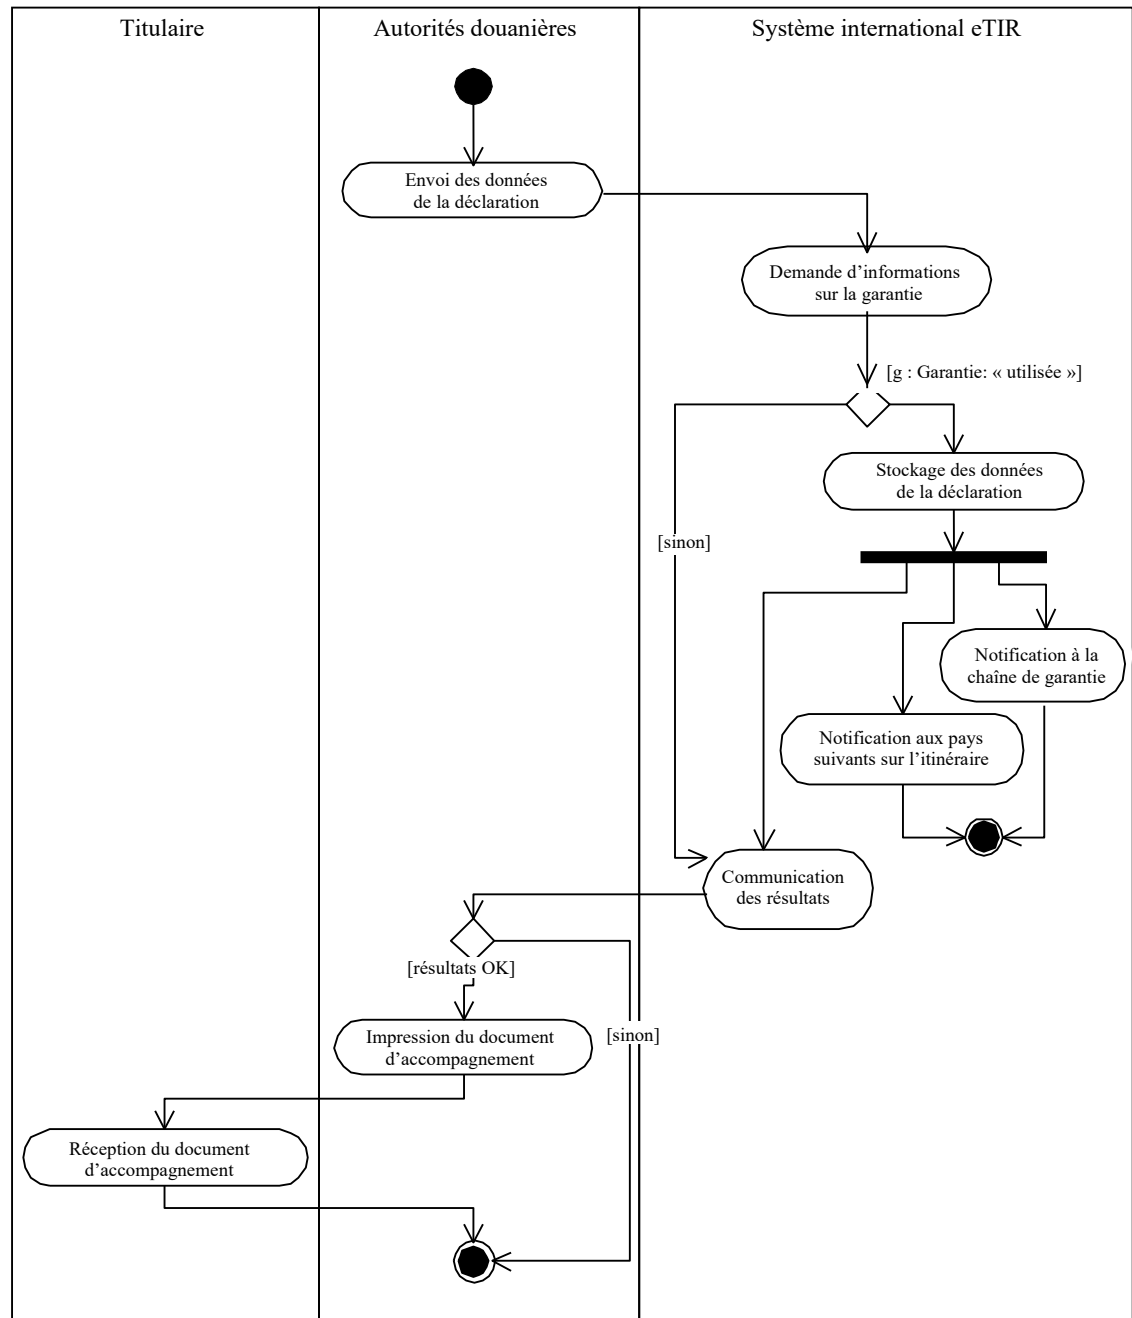 Titulaire
Autorités douanières
Système international eTIR
Envoi des données
de la déclaration
Demande d’informations
sur la garantie
[g : Garantie: « utilisée »]
Stockage des données
de la déclaration
[sinon]
Notification à la
chaîne de garantie
Notification aux pays
suivants sur l’itinéraire
Communication
des résultats
[résultats OK]
Impression du document
d’accompagnement
[sinon]
Réception du document
d’accompagnement